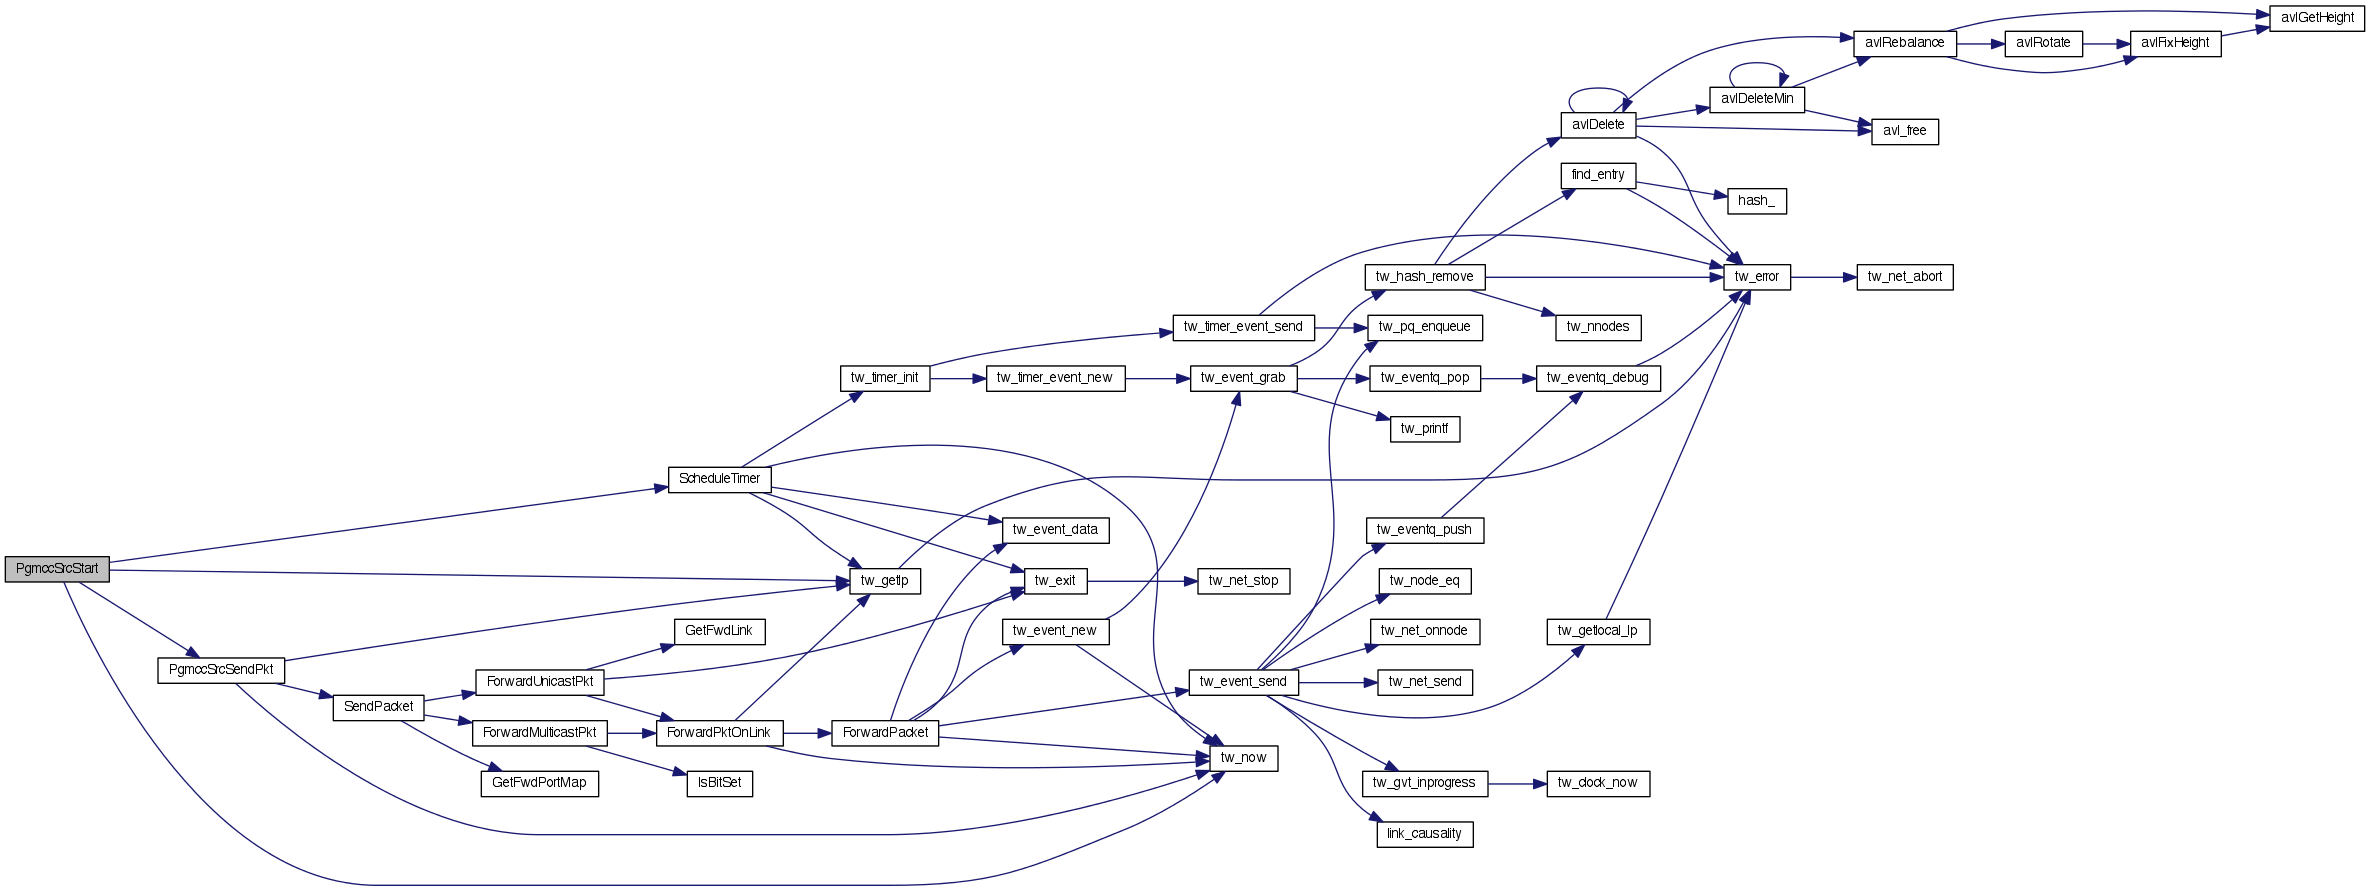 avlGetHeight
avlRebalance
avlRotate
avlFixHeight
avlDeleteMin
avlDelete
avl_free
find_entry
hash_
tw_hash_remove
tw_error
tw_net_abort
tw_timer_event_send
tw_pq_enqueue
tw_nnodes
tw_timer_init
tw_timer_event_new
tw_event_grab
tw_eventq_pop
tw_eventq_debug
tw_printf
ScheduleTimer
tw_event_data
tw_eventq_push
PgmccSrcStart
tw_getlp
tw_exit
tw_net_stop
tw_node_eq
GetFwdLink
tw_event_new
tw_net_onnode
tw_getlocal_lp
PgmccSrcSendPkt
ForwardUnicastPkt
tw_event_send
tw_net_send
SendPacket
ForwardMulticastPkt
ForwardPktOnLink
ForwardPacket
tw_now
GetFwdPortMap
IsBitSet
tw_gvt_inprogress
tw_clock_now
link_causality